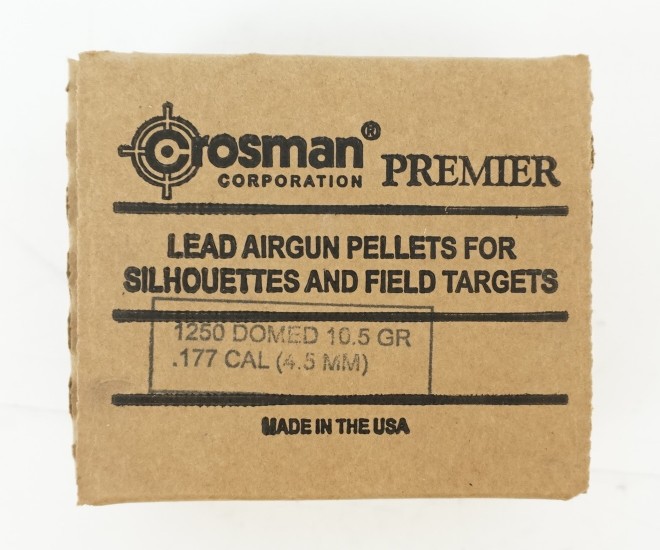 Crosman® PREMIER
CORPORATION
LEAD AIRGUN PELLETS FOR
SILHOUETTES AND FIELD TARGETS
1250 DOMED 10.5 GR
.177 CAL (4.5 MM)
MADE IN THE USA